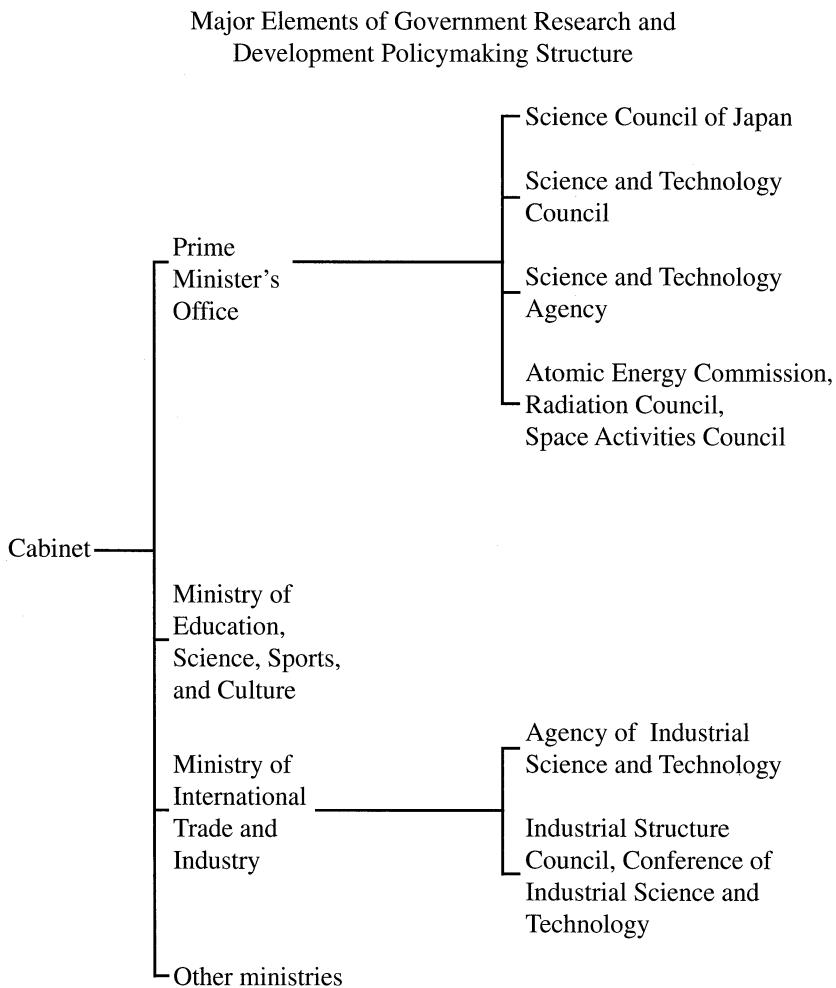 Major Elements of Government Research and
Development Policymaking Structure
Science Council of Japan
Science and Technology
Council
Prime
Minister's
Office
Science and Technology
Agency
Atomic Energy Commission,
Radiation Council,
Space Activities Council
Cabinet
Ministry of
Education,
Science, Sports,
and Culture
Ministry of
International
Trade and
Industry
Agency of Industrial
Science and Technology
Industrial Structure
Council, Conference of
Industrial Science and
Technology
Other ministries